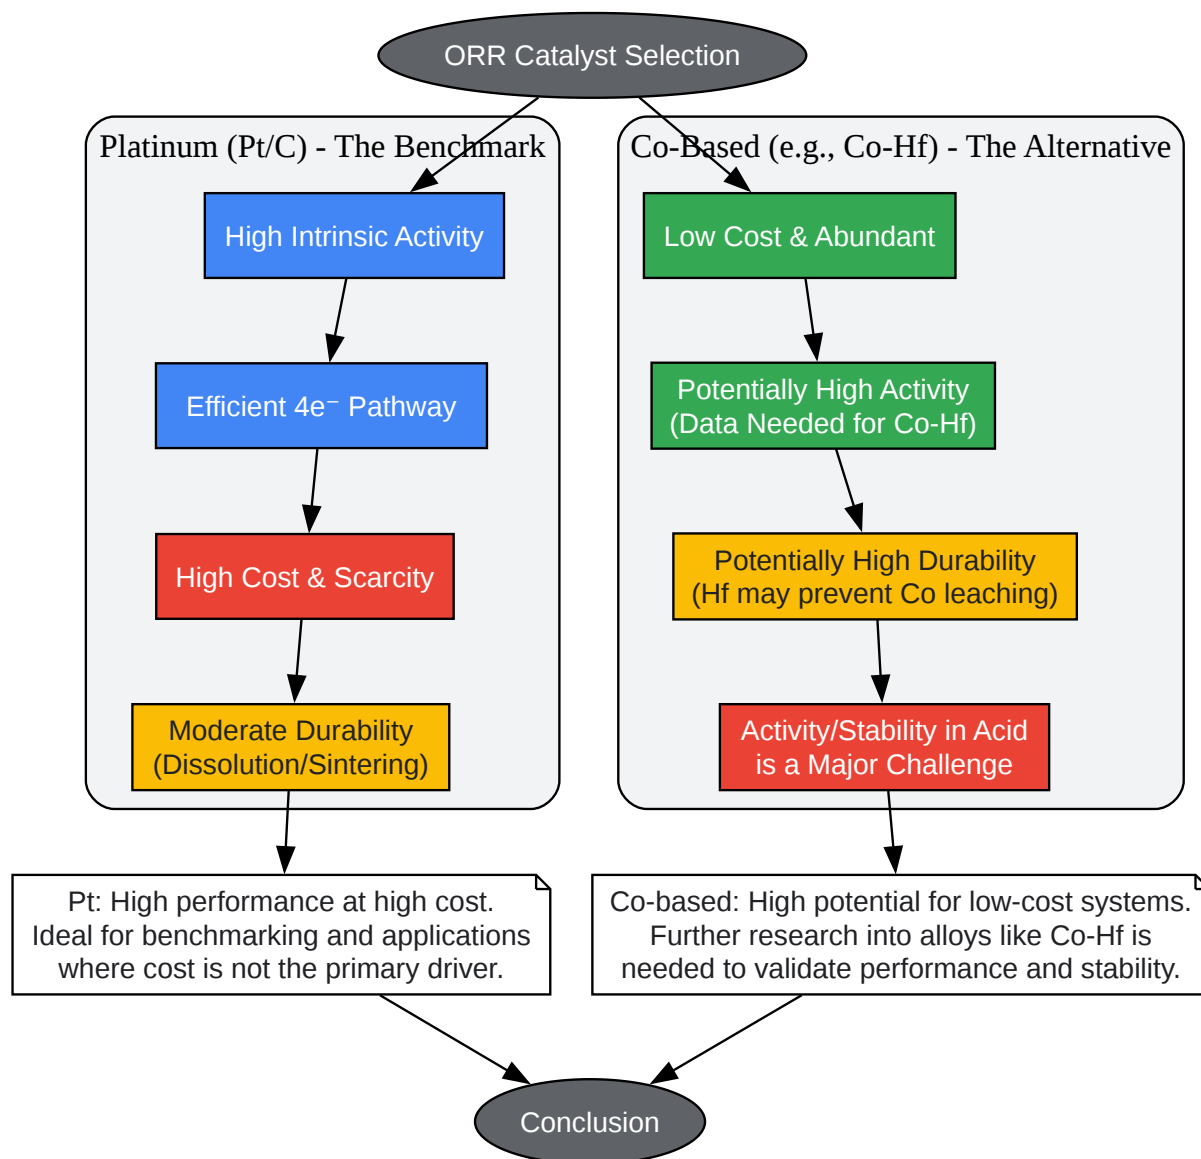 ORR Catalyst Selection
Platinum (Pt/C) - The Benchmark
High Intrinsic Activity
Efficient 4e⁻ Pathway
High Cost & Scarcity
Moderate Durability
(Dissolution/Sintering)
Pt: High performance at high cost.
Ideal for benchmarking and applications
where cost is not the primary driver.
Co-Based (e.g., Co-Hf) - The Alternative
Low Cost & Abundant
Potentially High Activity
(Data Needed for Co-Hf)
Potentially High Durability
(Hf may prevent Co leaching)
Activity/Stability in Acid
is a Major Challenge
Co-based: High potential for low-cost systems.
Further research into alloys like Co-Hf is
needed to validate performance and stability.
Conclusion